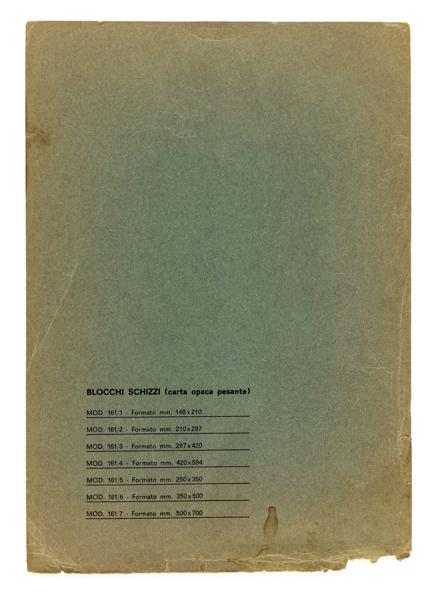 BLOCCHI SCHIZZI (carta opaca pesante)
MOD. 161/1 - Formato mm. 148 x 210
MOD. 161/2 - Formato mm. 210 x 297
MOD. 161/3 - Formato mm. 297 x 420
MOD. 161/4 - Formato mm. 420 x 594
MOD. 161/5 - Formato mm. 250 x 350
MOD. 161/6 - Formato mm. 350 x 500
MOD. 161/7 - Formato mm. 500 x 700